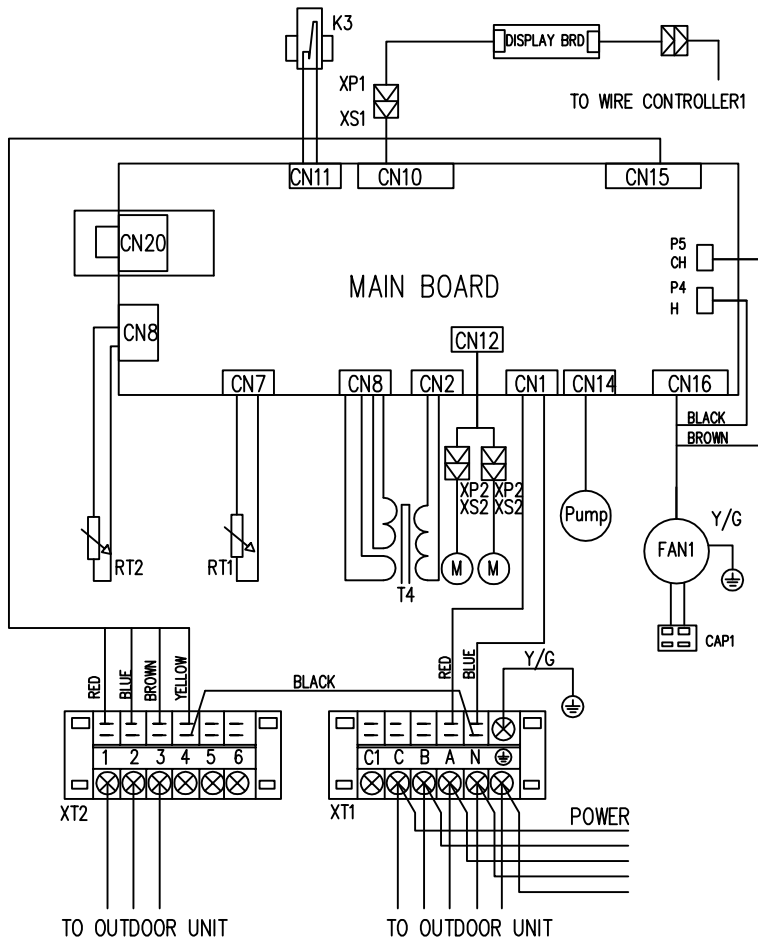 K3
DISPLAY BRD
XP1
XS1
TO WIRE CONTROLLER1
CN11
CN10
CN15
CN20
P5
CH
P4
H
MAIN BOARD
CN8
CN12
CN7
CN8
CN2
CN1
CN14
CN16
BLACK
BROWN
XP2
XS2
XP2
XS2
Pump
Y/G
FAN1
RT2
RT1
T4
M
M
CAP1
RED
BLUE
BROWN
YELLOW
BLACK
RED
BLUE
Y/G
1 2 3 4 5 6
C1 C B A N
XT2
XT1
POWER
TO OUTDOOR UNIT
TO OUTDOOR UNIT